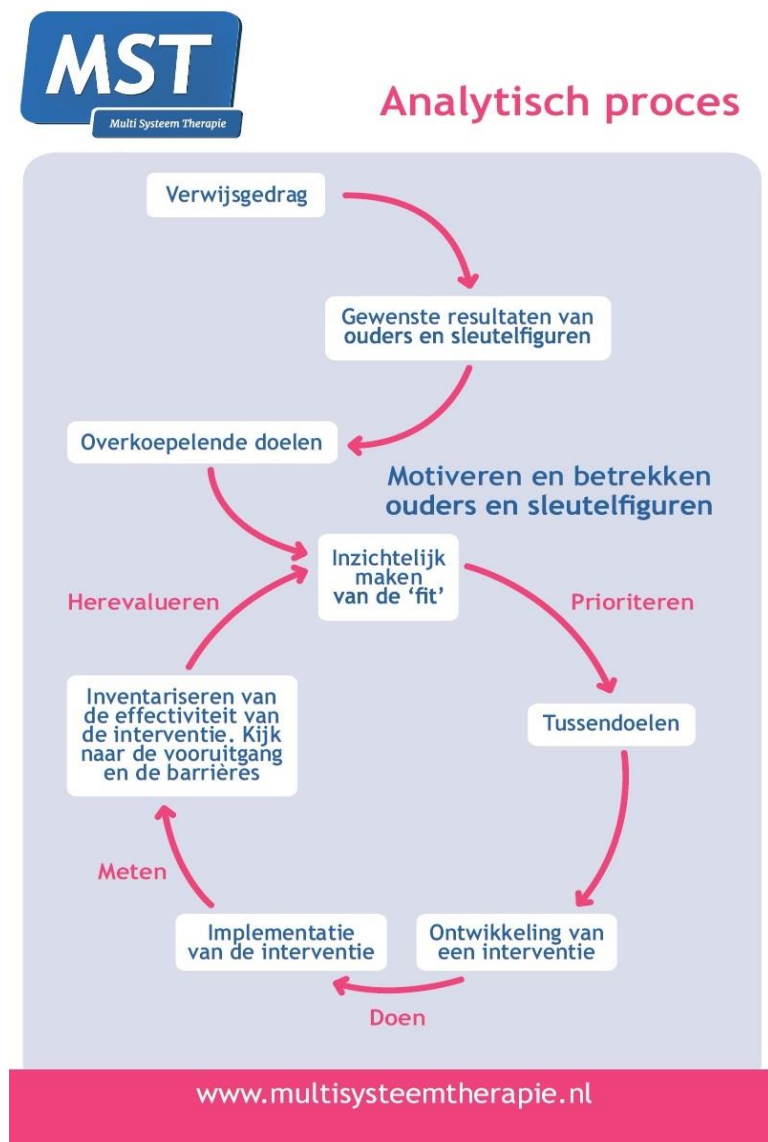 MST
Multi Systeem Therapie
Analytisch proces
Verwijsgedrag
Gewenste resultaten van
ouders en sleutelfiguren
Overkoepelende doelen
Motiveren en betrekken
ouders en sleutelfiguren
Inzichtelijk
maken
van de ‘fit’
Herevalueren
Prioriteren
Inventariseren van
de effectiviteit van
de interventie. Kijk
naar de vooruitgang
en de barrières
Tussendoelen
Meten
Implementatie
van de interventie
Ontwikkeling van
een interventie
Doen
www.multisysteemtherapie.nl